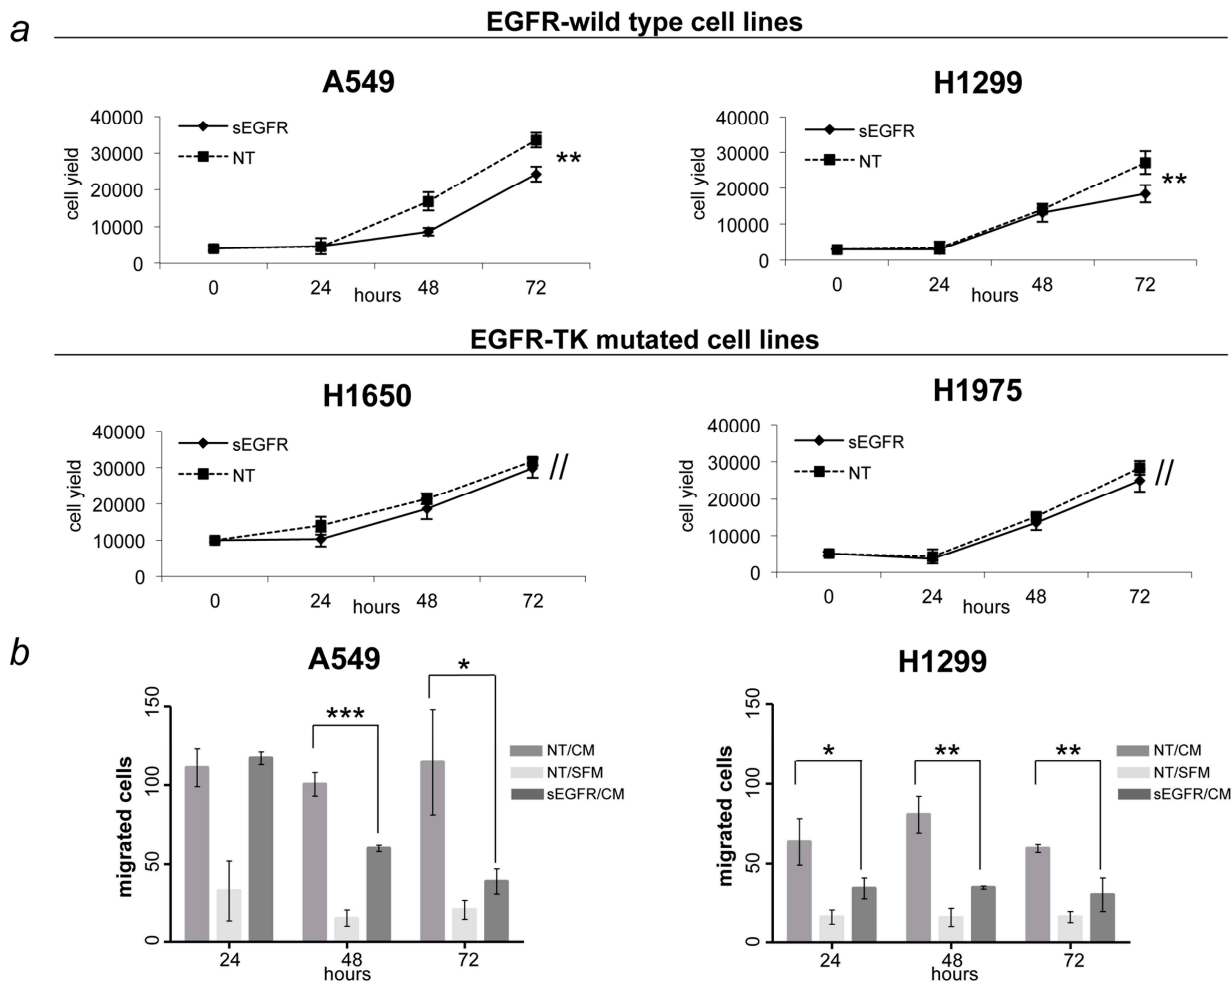 a
EGFR-wild type cell lines
A549
sEGFR
NT
**
cell yield
40000
30000
20000
10000
0
0 24 48 72
hours
H1299
sEGFR
NT
**
cell yield
40000
30000
20000
10000
0
0 24 48 72
hours
EGFR-TK mutated cell lines
H1650
sEGFR
NT
//
cell yield
40000
30000
20000
10000
0
0 24 48 72
hours
H1975
sEGFR
NT
//
cell yield
40000
30000
20000
10000
0
0 24 48 72
hours
b
A549
*
***
migrated cells
150
100
50
0
24 48 72
hours
NT/CM
NT/SFM
sEGFR/CM
H1299
* ** **
migrated cells
150
100
50
0
24 48 72
hours
NT/CM
NT/SFM
sEGFR/CM